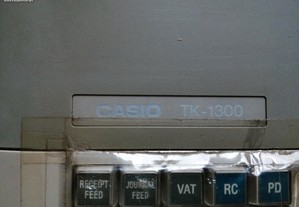 CASIO TK-1300
RECEIPT FEED JOURNAL FEED VAT RC PD